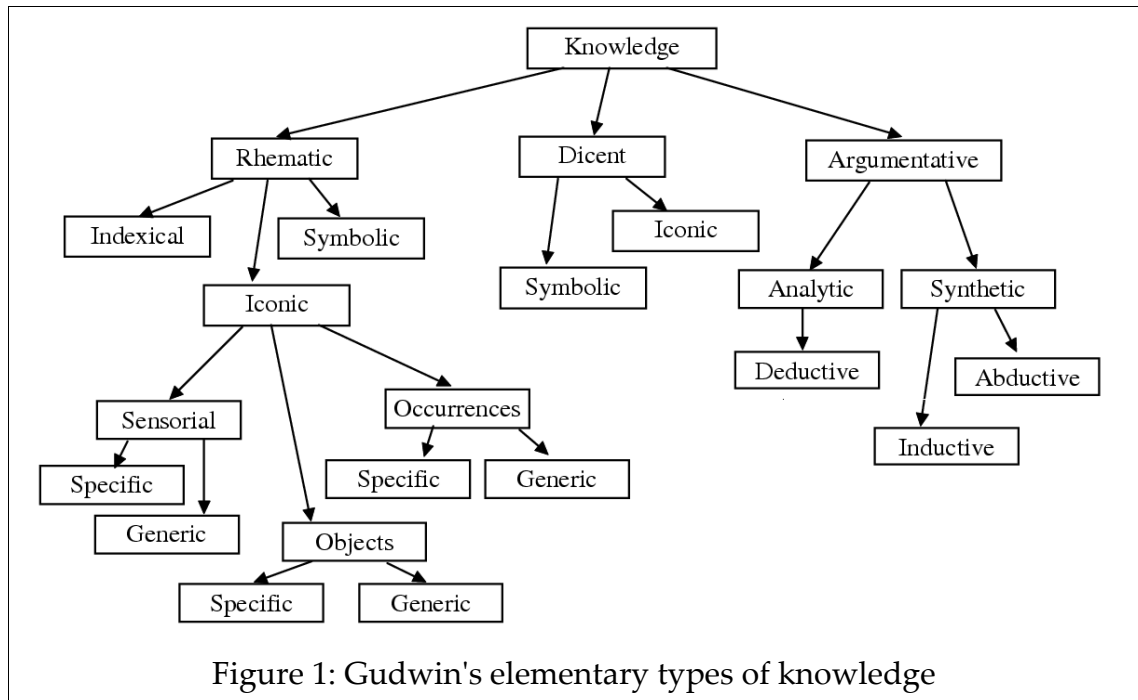 Knowledge
Rhematic
Dicent
Argumentative
Indexical
Symbolic
Iconic
Symbolic
Analytic
Synthetic
Iconic
Deductive
Abductive
Sensorial
Occurrences
Inductive
Specific
Specific
Generic
Generic
Objects
Specific
Generic
Figure 1: Gudwin's elementary types of knowledge